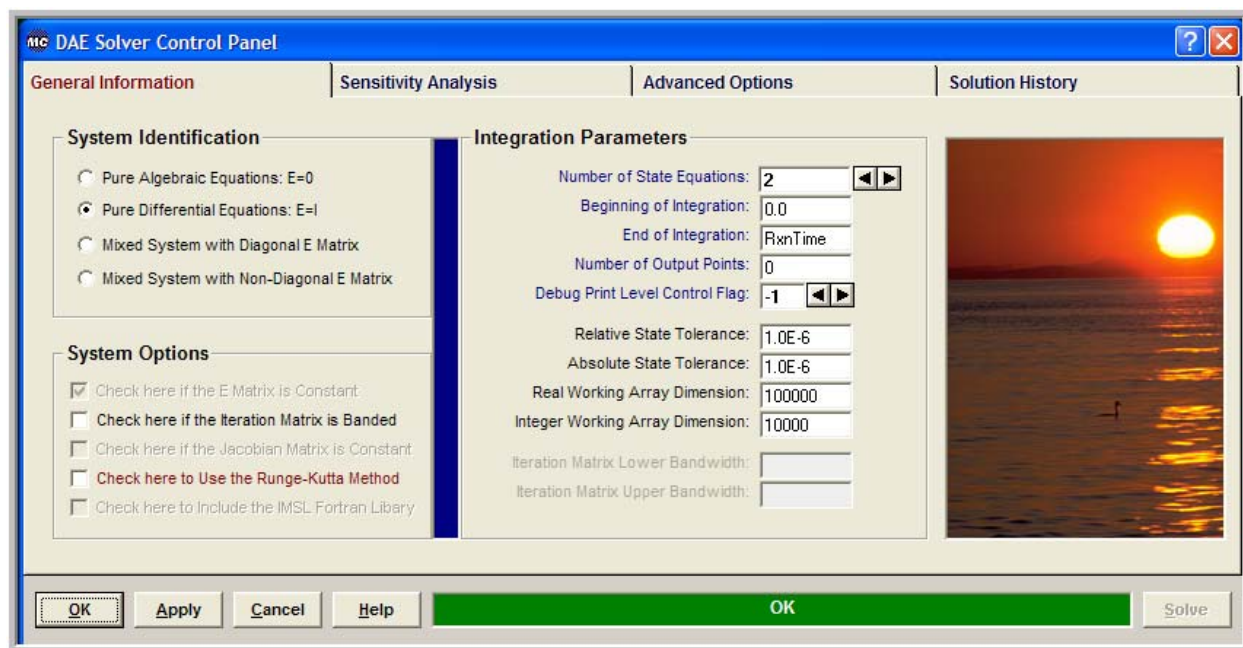 MC DAE Solver Control Panel
General Information
Sensitivity Analysis
Advanced Options
Solution History
System Identification
Pure Algebraic Equations: E=0
Pure Differential Equations: E=I
Mixed System with Diagonal E Matrix
Mixed System with Non-Diagonal E Matrix
System Options
Check here if the E Matrix is Constant
Check here if the Iteration Matrix is Banded
Check here if the Jacobian Matrix is Constant
Check here to Use the Runge-Kutta Method
Check here to Include the IMSL Fortran Libary
Integration Parameters
Number of State Equations: 2
Beginning of Integration: 0.0
End of Integration: RxnTime
Number of Output Points: 0
Debug Print Level Control Flag: -1
Relative State Tolerance: 1.0E-6
Absolute State Tolerance: 1.0E-6
Real Working Array Dimension: 100000
Integer Working Array Dimension: 10000
Iteration Matrix Lower Bandwidth:
Iteration Matrix Upper Bandwidth:
OK Apply Cancel Help OK Solve